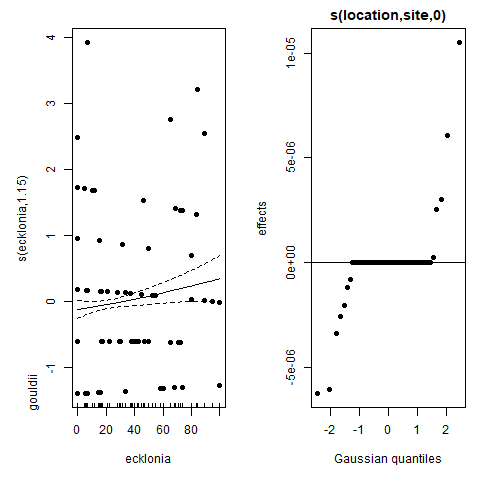 s(location,site,0)
s(ecklonia,1.15)
gouldii
4
3
2
1
0
-1
0 20 40 60 80
ecklonia
effects
1e-05
5e-06
0e+00
-5e-06
-2 -1 0 1 2
Gaussian quantiles